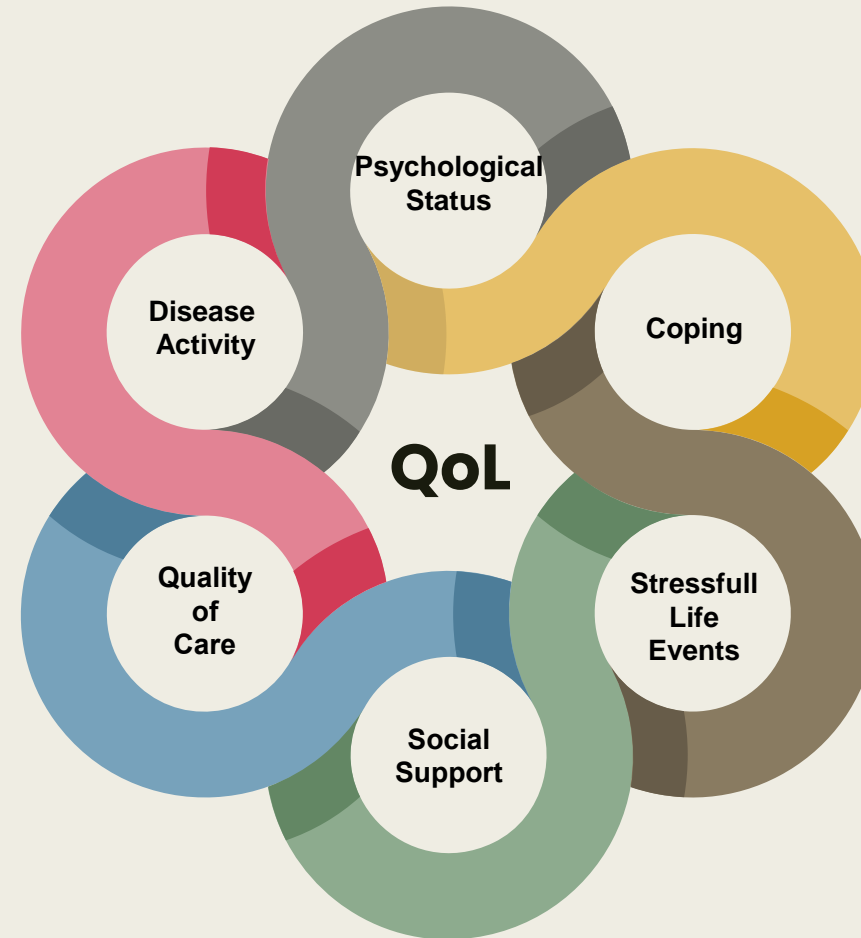 Psychological
Status
Disease
Activity
Coping
QoL
Quality
of
Care
Stressfull
Life
Events
Social
Support